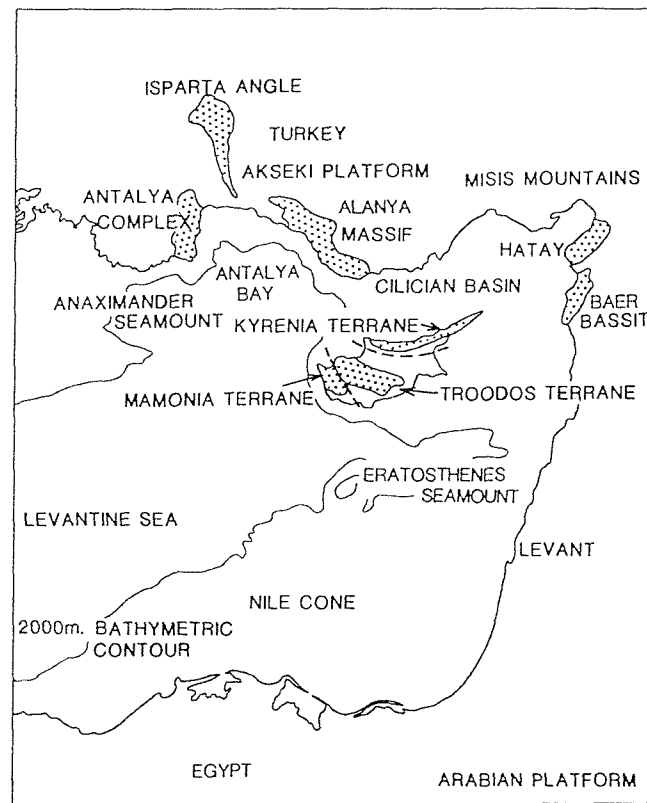 ISPARTA ANGLE
TURKEY
AKSEKI PLATFORM
MISIS MOUNTAINS
ANTALYA
COMPLEX
ALANYA
MASSIF
HATAY
ANTALYA
BAY
CILICIAN BASIN
ANAXIMANDER
SEAMOUNT
BAER
BASSIT
KYRENIA TERRANE
MAMONIA TERRANE
TROODOS TERRANE
ERATOSTHENES
SEAMOUNT
LEVANTINE SEA
LEVANT
NILE CONE
2000m. BATHYMETRIC
CONTOUR
EGYPT
ARABIAN PLATFORM